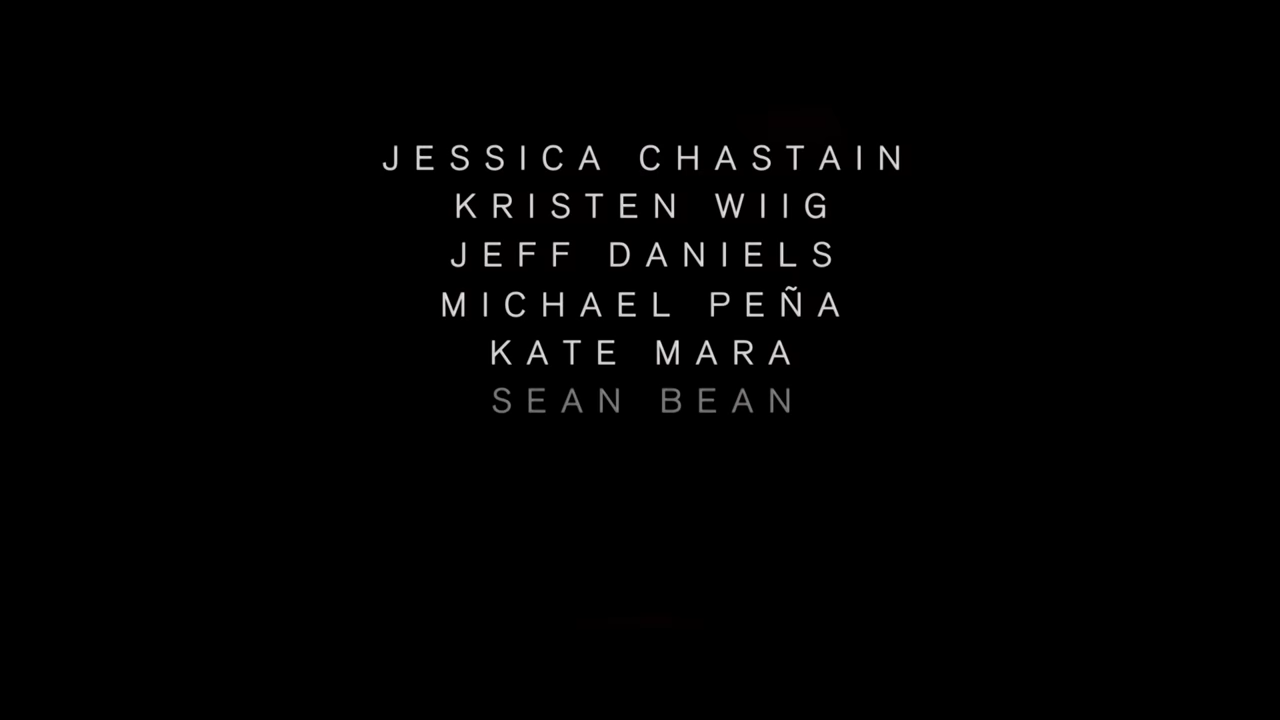 JESSICA CHASTAIN
KRISTEN WIIG
JEFF DANIELS
MICHAEL PEÑA
KATE MARA
SEAN BEAN